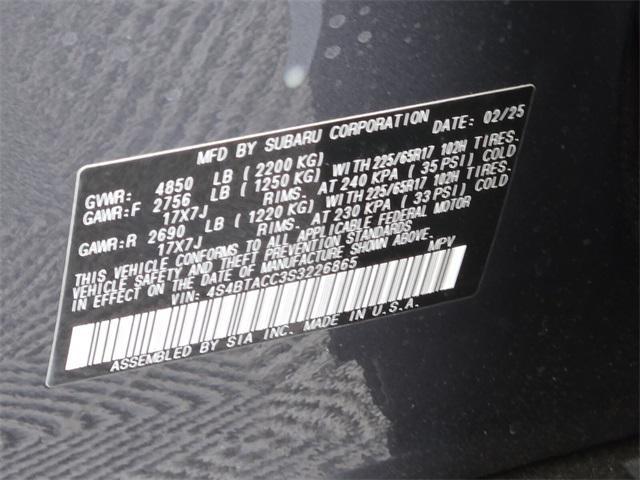 MFD BY SUBARU CORPORATION DATE: 02/25
GVWR: 4850 LB (2200 KG)
GAWR:F 2756 LB (1250 KG) WITH 225/65R17 102H TIRES.
17X7J RIMS. AT 240 KPA (35 PSI) COLD
GAWR:R 2690 LB (1220 KG) WITH 225/65R17 102H TIRES.
17X7J RIMS. AT 230 KPA (33 PSI) COLD
THIS VEHICLE CONFORMS TO ALL APPLICABLE FEDERAL MOTOR
VEHICLE SAFETY AND THEFT PREVENTION STANDARDS
IN EFFECT ON THE DATE OF MANUFACTURE SHOWN ABOVE.
VIN: 4S4BTACC3S3226865 MPV
ASSEMBLED BY SIA INC. MADE IN U.S.A.